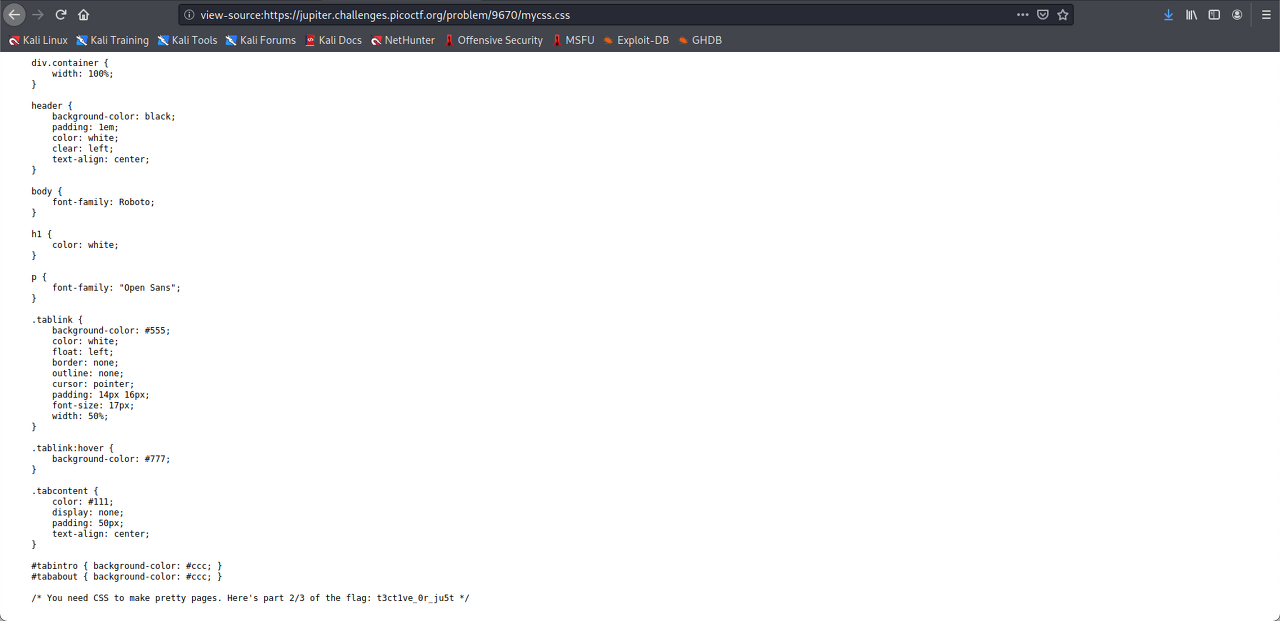 view-source:https://jupiter.challenges.picoctf.org/problem/9670/mycss.css
Kali Linux Kali Training Kali Tools Kali Forums Kali Docs NetHunter Offensive Security MSFU Exploit-DB GHDB
div.container {
    width: 100%;
}

header {
    background-color: black;
    padding: 1em;
    color: white;
    clear: left;
    text-align: center;
}

body {
    font-family: Roboto;
}

h1 {
    color: white;
}

p {
    font-family: "Open Sans";
}

.tablink {
    background-color: #555;
    color: white;
    float: left;
    border: none;
    outline: none;
    cursor: pointer;
    padding: 14px 16px;
    font-size: 17px;
    width: 50%;
}

.tablink:hover {
    background-color: #777;
}

.tabcontent {
    color: #111;
    display: none;
    padding: 50px;
    text-align: center;
}

#tabintro { background-color: #ccc; }
#tababout { background-color: #ccc; }

/* You need CSS to make pretty pages. Here's part 2/3 of the flag: t3ct1ve_0r_ju5t */